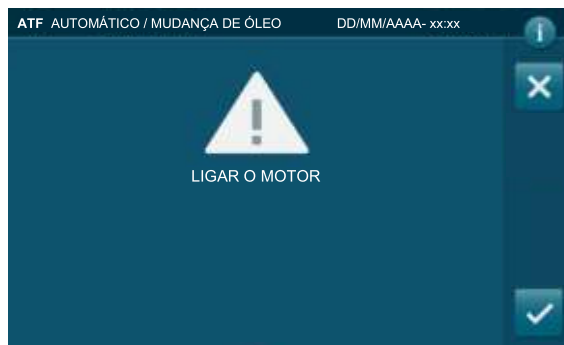 ATF AUTOMÁTICO / MUDANÇA DE ÓLEO DD/MM/AAAA- xx:xx
LIGAR O MOTOR